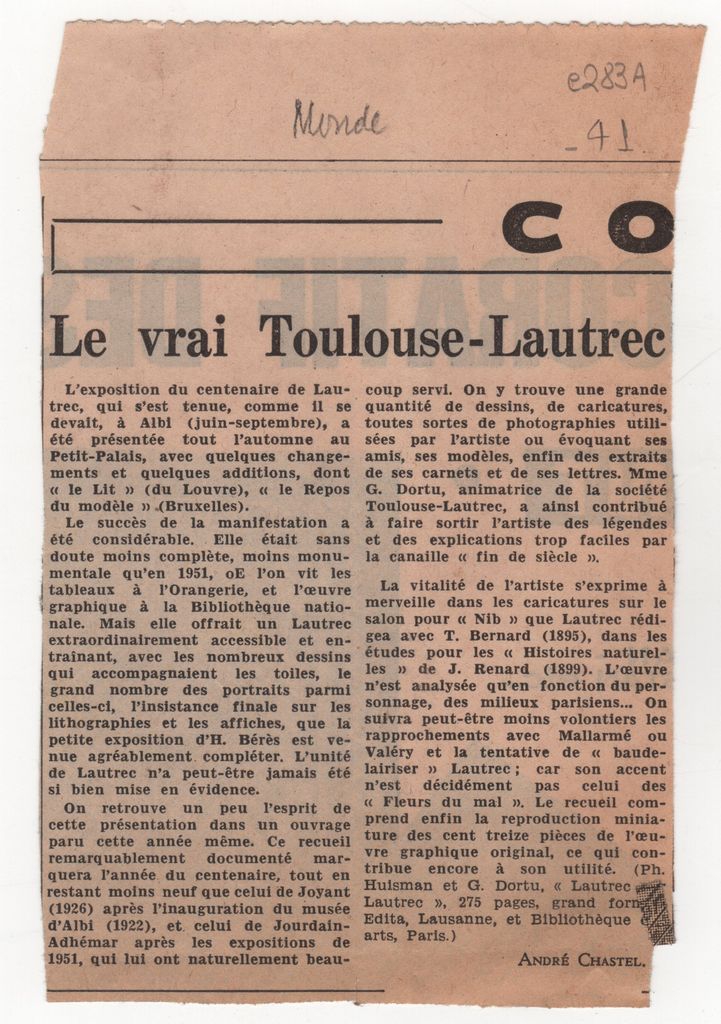 e283A
Monde
- 41
CO
Le vrai Toulouse-Lautrec
L'exposition du centenaire de Lau-
trec, qui s'est tenue, comme il se
devait, à Albi (juin-septembre), a
été présentée tout l'automne au
Petit-Palais, avec quelques change-
ments et quelques additions, dont
« le Lit » (du Louvre), « le Repos
du modèle » (Bruxelles).
Le succès de la manifestation a
été considérable. Elle était sans
doute moins complète, moins monu-
mentale qu'en 1951, oE l'on vit les
tableaux à l'Orangerie, et l'œuvre
graphique à la Bibliothèque natio-
nale. Mais elle offrait un Lautrec
extraordinairement accessible et en-
traînant, avec les nombreux dessins
qui accompagnaient les toiles, le
grand nombre des portraits parmi
celles-ci, l'insistance finale sur les
lithographies et les affiches, que la
petite exposition d'H. Bérès est ve-
nue agréablement compléter. L'unité
de Lautrec n'a peut-être jamais été
si bien mise en évidence.
On retrouve un peu l'esprit de
cette présentation dans un ouvrage
paru cette année même. Ce recueil
remarquablement documenté mar-
quera l'année du centenaire, tout en
restant moins neuf que celui de Joyant
(1926) après l'inauguration du musée
d'Albi (1922), et celui de Jourdain-
Adhémar après les expositions de
1951, qui lui ont naturellement beau-
coup servi. On y trouve une grande
quantité de dessins, de caricatures,
toutes sortes de photographies utili-
sées par l'artiste ou évoquant ses
amis, ses modèles, enfin des extraits
de ses carnets et de ses lettres. Mme
G. Dortu, animatrice de la société
Toulouse-Lautrec, a ainsi contribué
à faire sortir l'artiste des légendes
et des explications trop faciles par
la canaille « fin de siècle ».
La vitalité de l'artiste s'exprime à
merveille dans les caricatures sur le
salon pour « Nib » que Lautrec rédi-
gea avec T. Bernard (1895), dans les
études pour les « Histoires naturel-
les » de J. Renard (1899). L'œuvre
n'est analysée qu'en fonction du per-
sonnage, des milieux parisiens... On
suivra peut-être moins volontiers les
rapprochements avec Mallarmé ou
Valéry et la tentative de « baude-
lairiser » Lautrec ; car son accent
n'est décidément pas celui des
« Fleurs du mal ». Le recueil com-
prend enfin la reproduction minia-
ture des cent treize pièces de l'œu-
vre graphique original, ce qui con-
tribue encore à son utilité. (Ph.
Huisman et G. Dortu, « Lautrec
Lautrec », 275 pages, grand form
Edita, Lausanne, et Bibliothèque
arts, Paris.)
ANDRÉ CHASTEL.